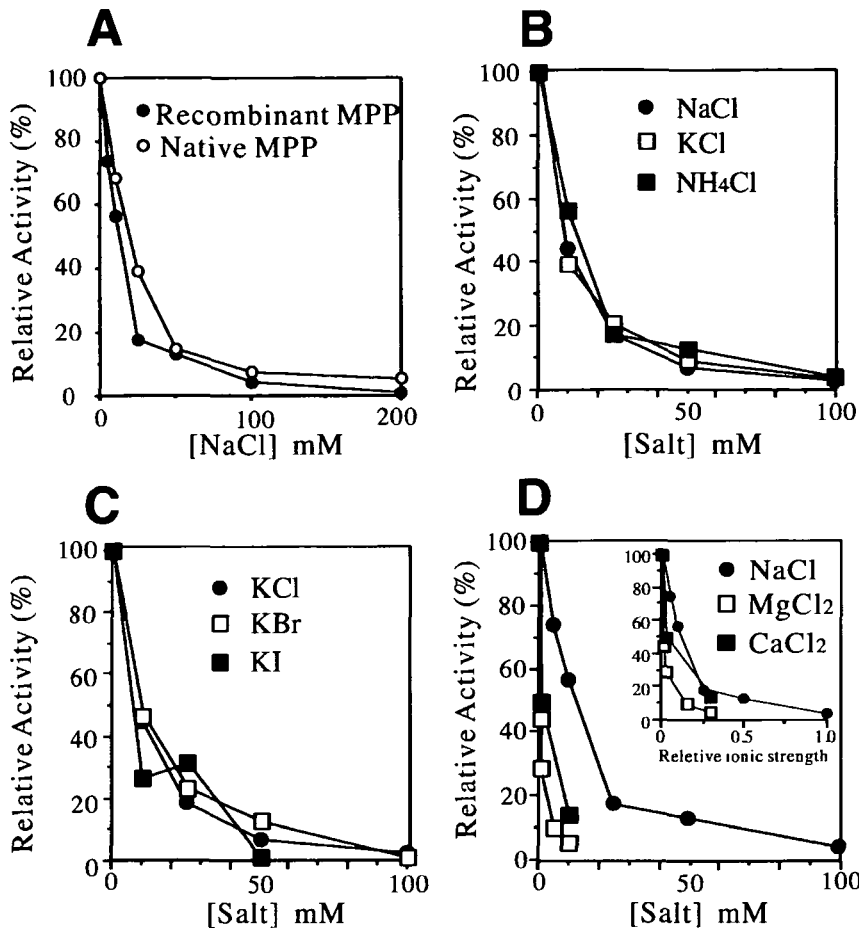 A
Relative Activity (%)
100
80
60
40
20
0
Recombinant MPP
Native MPP
0
100
200
[NaCl] mM
B
Relative Activity (%)
100
80
60
40
20
0
NaCl
KCl
NH4Cl
0
50
100
[Salt] mM
C
Relative Activity (%)
100
80
60
40
20
0
KCl
KBr
KI
0
50
100
[Salt] mM
D
Relative Activity (%)
100
80
60
40
20
0
100
80
60
40
20
0
NaCl
MgCl2
CaCl2
0
0.5
1.0
Reletive ionic strength
0
50
100
[Salt] mM